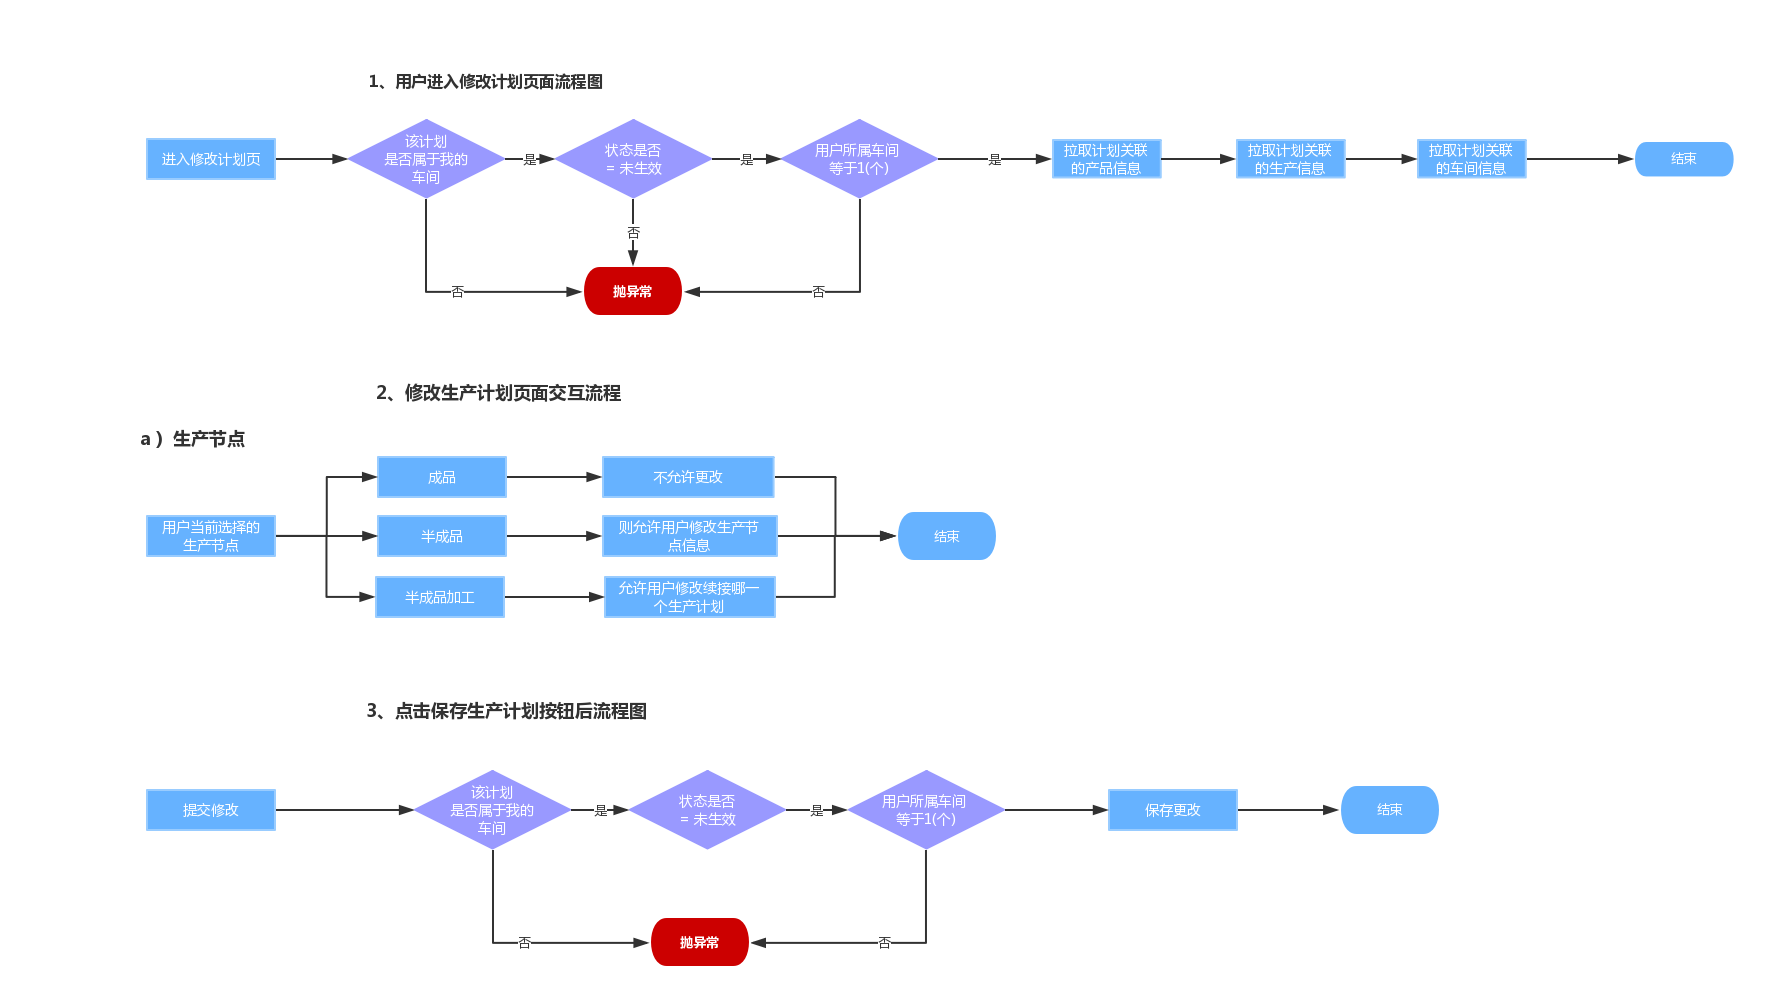 1、用户进入修改计划页面流程图
进入修改计划页
该计划
是否属于我的
车间
是
状态是否
= 未生效
是
用户所属车间
等于1(个)
是
拉取计划关联
的产品信息
拉取计划关联
的生产信息
拉取计划关联
的车间信息
结束
否
否
抛异常
否
2、修改生产计划页面交互流程
a）生产节点
用户当前选择的
生产节点
成品
不允许更改
半成品
则允许用户修改生产节
点信息
半成品加工
允许用户修改续接哪一
个生产计划
结束
3、点击保存生产计划按钮后流程图
提交修改
该计划
是否属于我的
车间
是
状态是否
= 未生效
是
用户所属车间
等于1(个)
保存更改
结束
否
抛异常
否